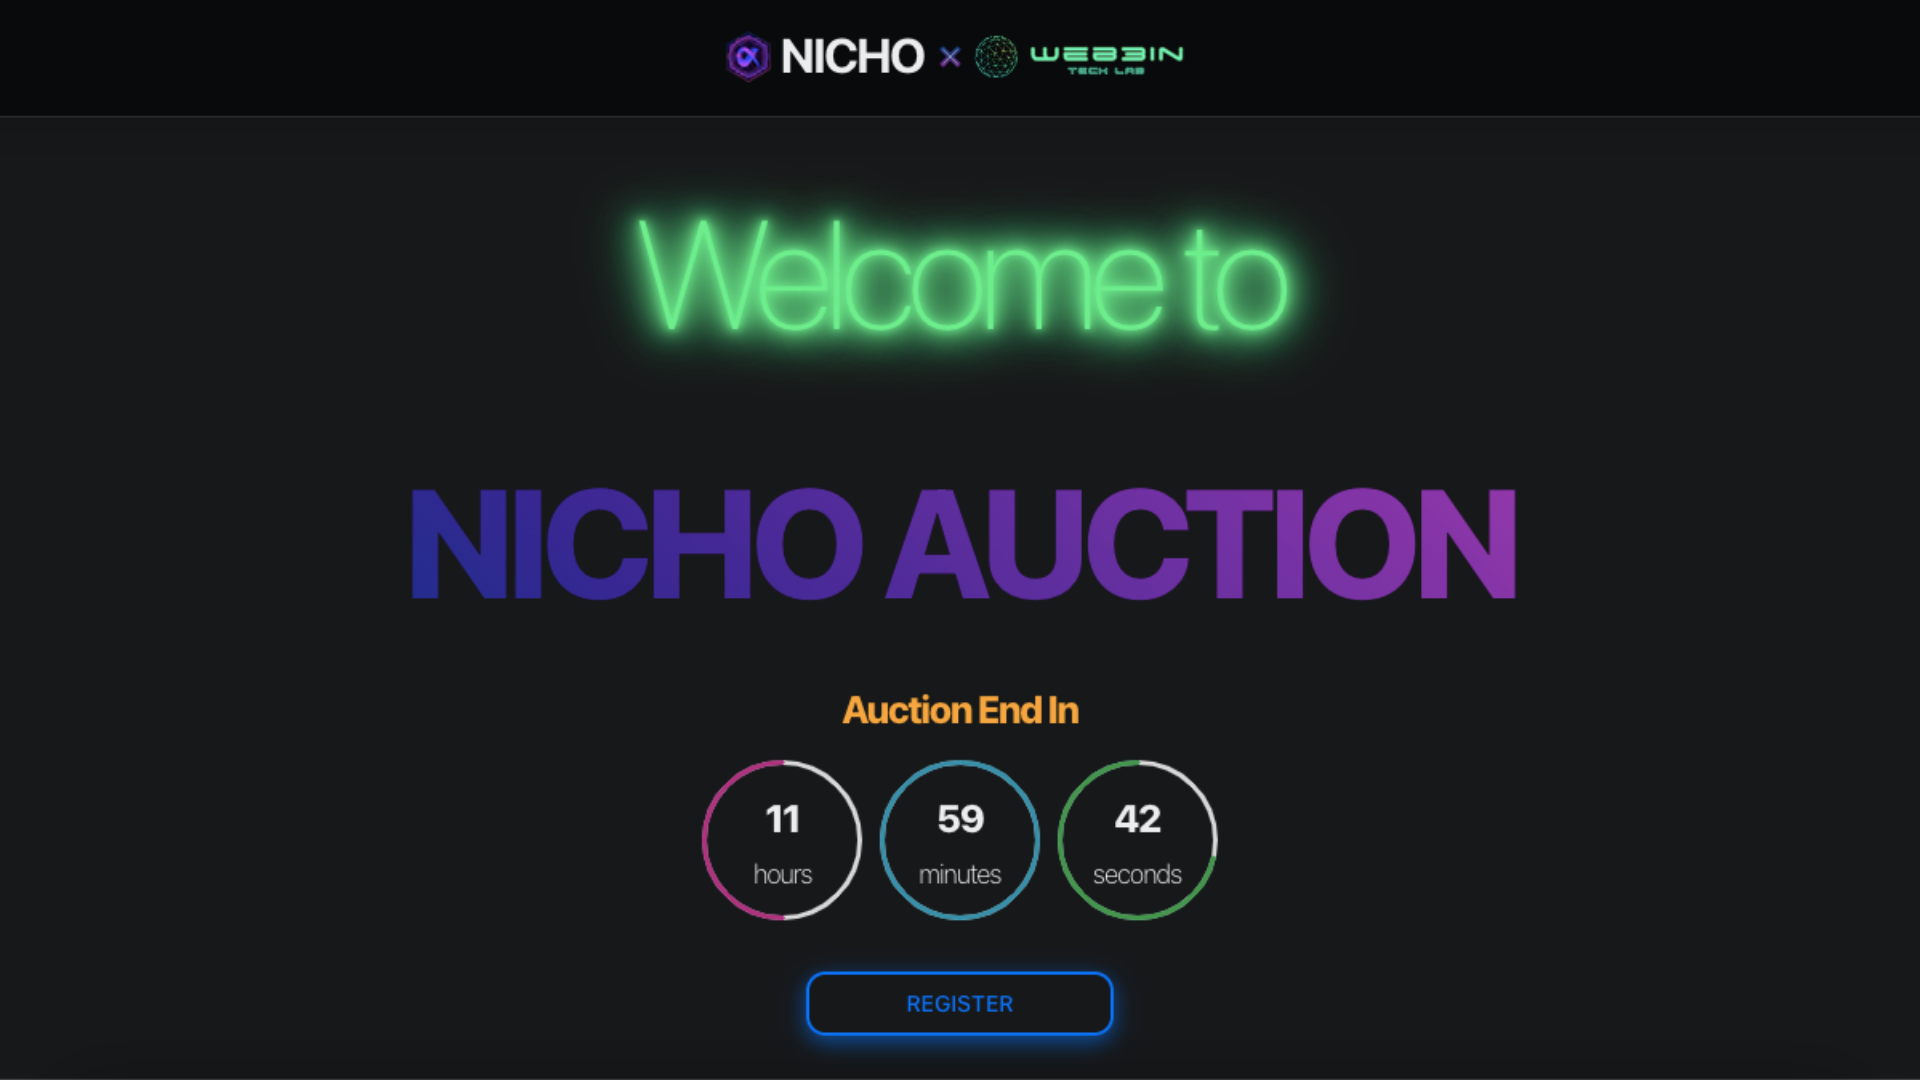 NICHO × WEB3IN
TECH LAB
Welcome to
NICHO AUCTION
Auction End In
11 59 42
hours minutes seconds
REGISTER